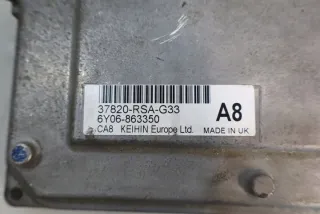 37820-RSA-G33
6Y06-863350
A8
CA8 KEIHIN Europe Ltd. MADE IN UK